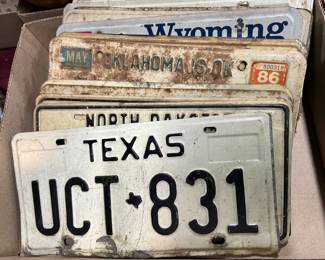 Wyoming
MAY OKLAHOMA IS OK 86
NORTH DAKOTA
TEXAS
UCT 831